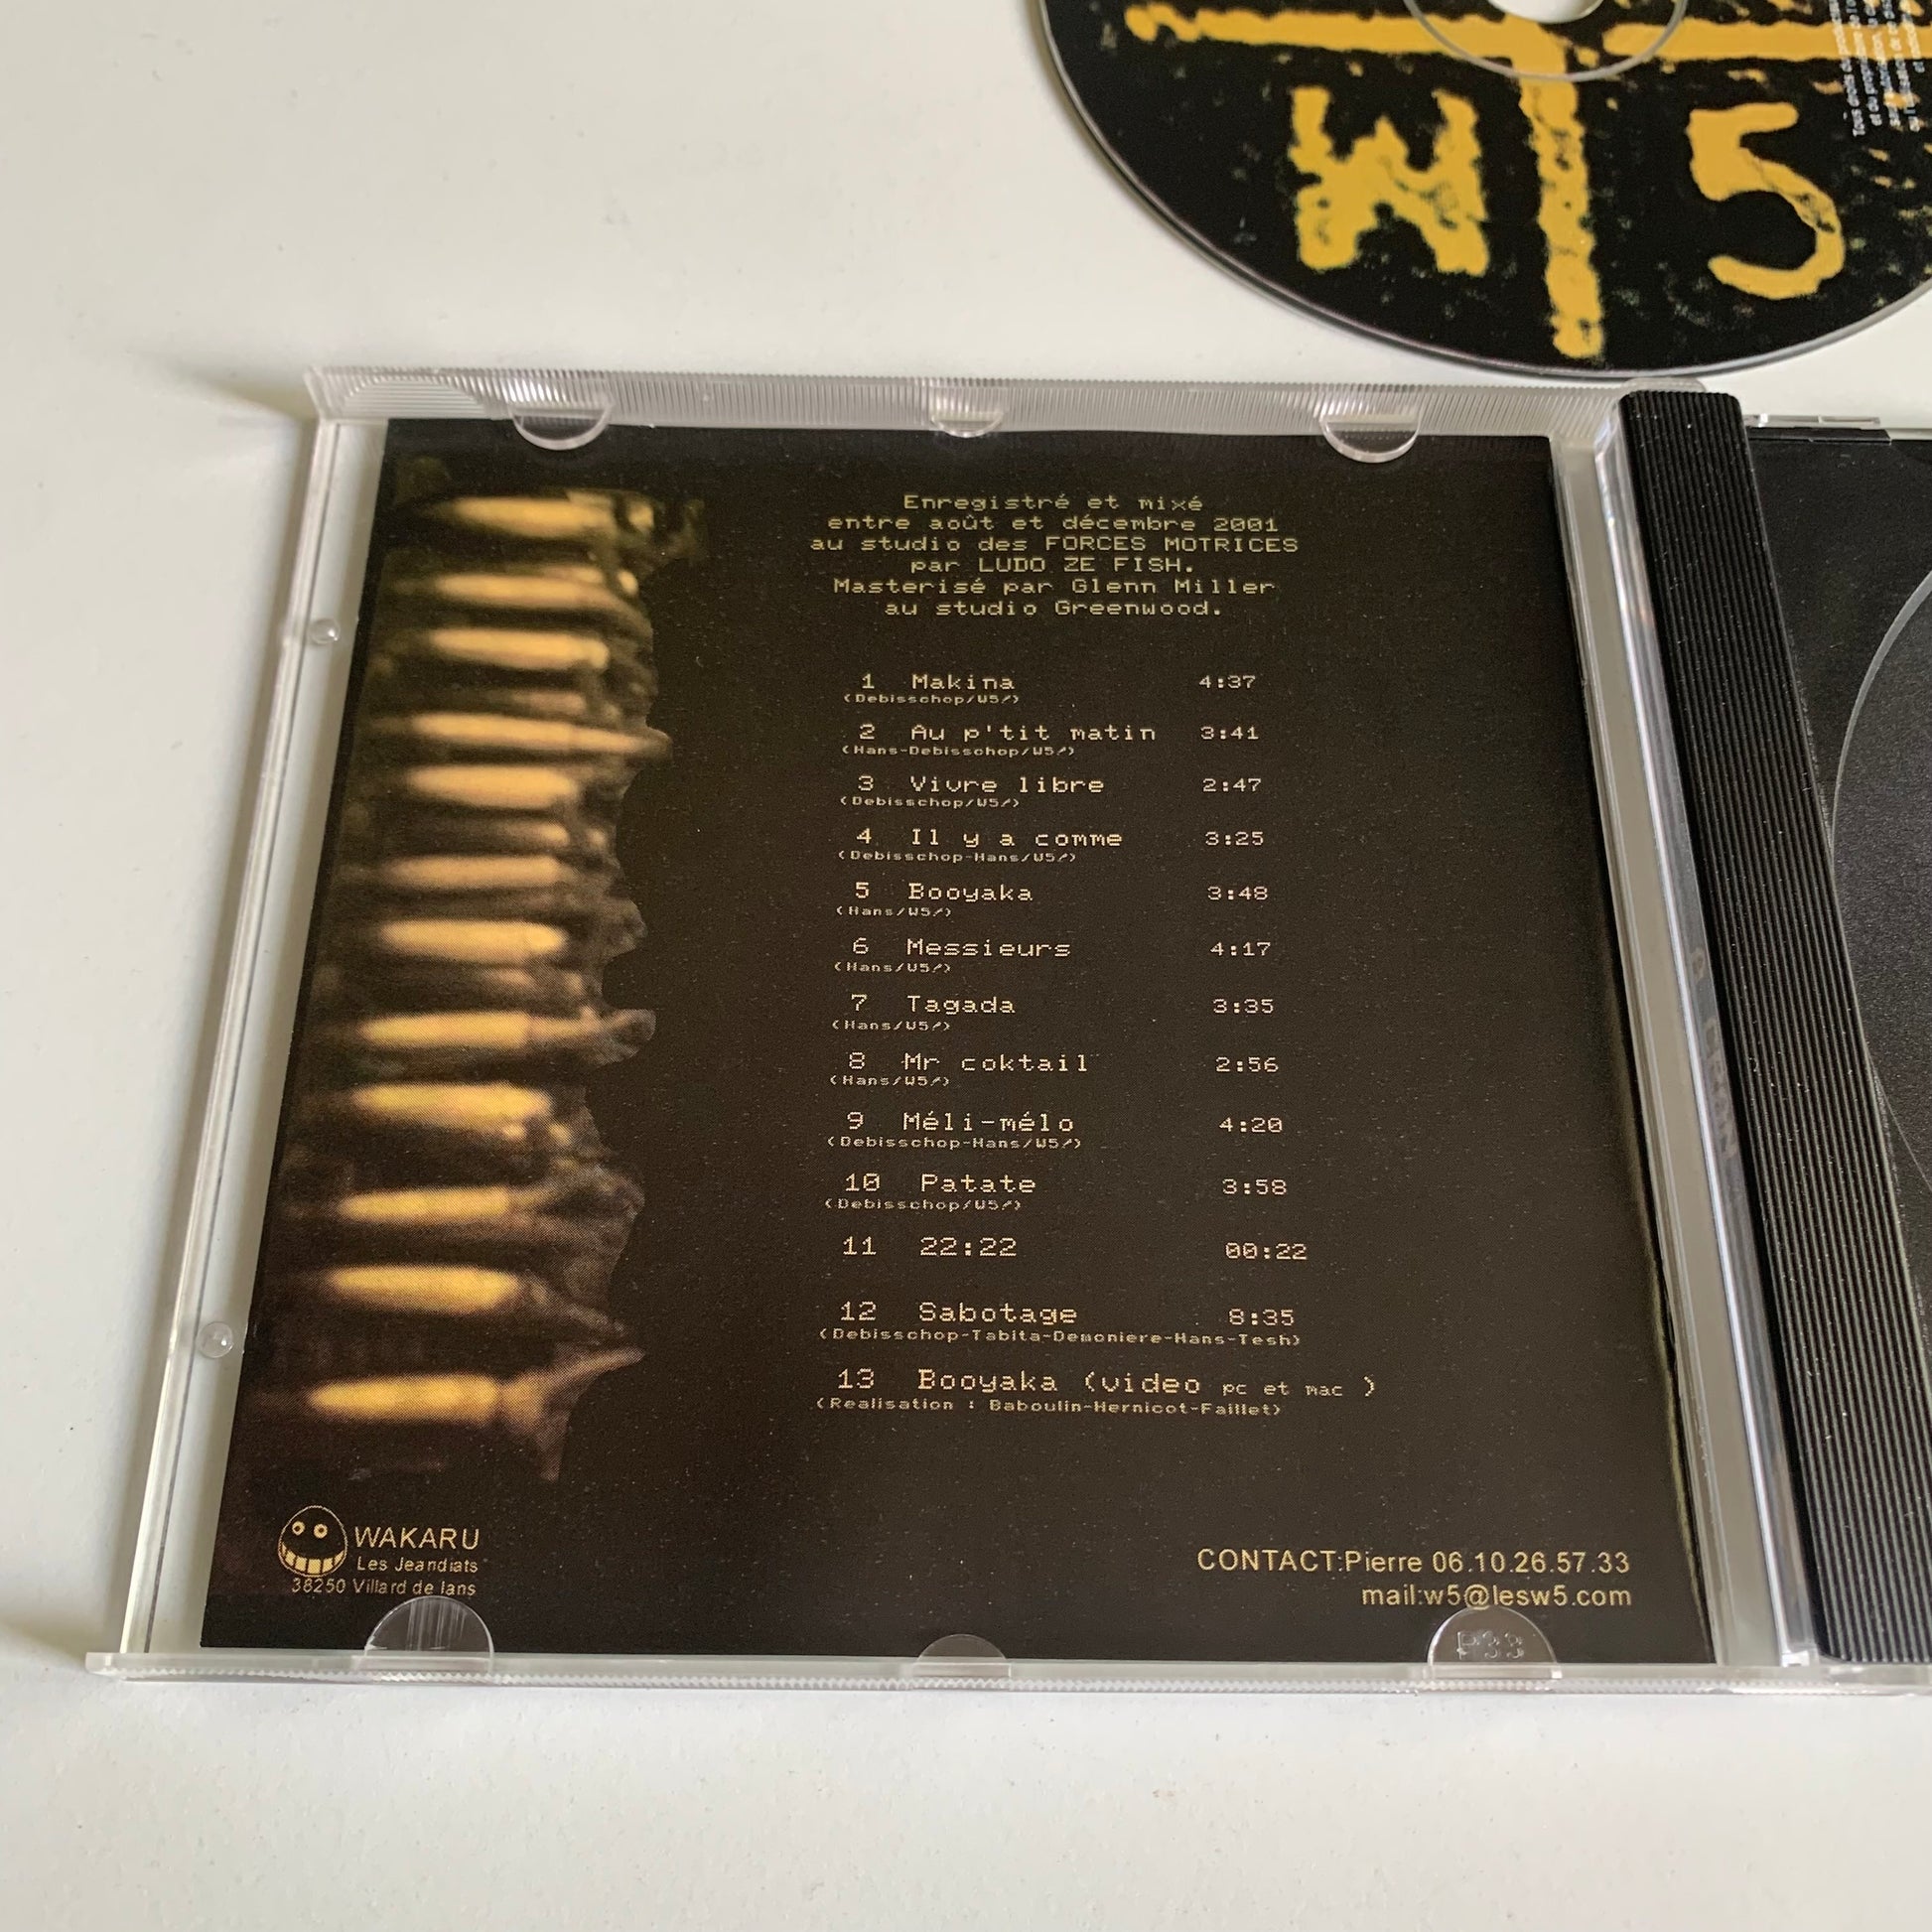 W 5
Enregistré et mixé
entre août et décembre 2001
au studio des FORCES MOTRICES
par LUDO ZE FISH.
Masterisé par Glenn Miller
au studio Greenwood.
1 Makina 4:37
(Debisschop/W5/)
2 Au p'tit matin 3:41
(Hans-Debisschop/W5/)
3 Vivre libre 2:47
(Debisschop/W5/)
4 Il y a comme 3:25
(Debisschop-Hans/W5/)
5 Booyaka 3:48
(Hans/W5/)
6 Messieurs 4:17
(Hans/W5/)
7 Tagada 3:35
(Hans/W5/)
8 Mr coktail 2:56
(Hans/W5/)
9 Méli-mélo 4:20
(Debisschop-Hans/W5/)
10 Patate 3:58
(Debisschop/W5/)
11 22:22 00:22
12 Sabotage 8:35
(Debisschop-Tabita-Demoniere-Hans-Tesh)
13 Booyaka (video pc et mac )
(Realisation : Baboulin-Hernicot-Faillet)
WAKARU
Les Jeandiats
38250 Villard de lans
CONTACT:Pierre 06.10.26.57.33
mail:w5@lesw5.com